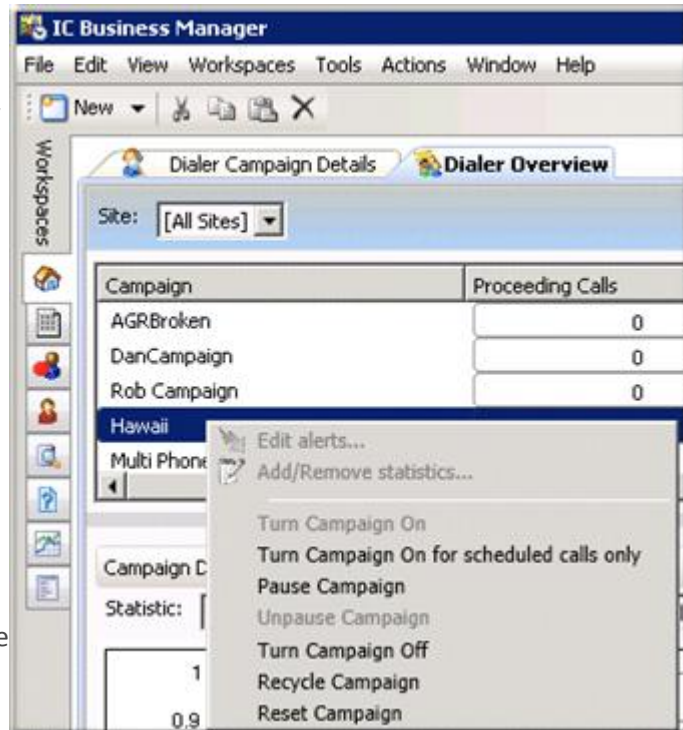 IC Business Manager
File Edit View Workspaces Tools Actions Window Help
New
Workspaces
Dialer Campaign Details Dialer Overview
Site: [All Sites]
Campaign Proceeding Calls
AGRBroken 0
DanCampaign 0
Rob Campaign 0
Hawaii
Multi Phone
Edit alerts...
Add/Remove statistics...
Turn Campaign On
Turn Campaign On for scheduled calls only
Pause Campaign
Unpause Campaign
Turn Campaign Off
Recycle Campaign
Reset Campaign
Campaign D
Statistic:
1
0.9
e